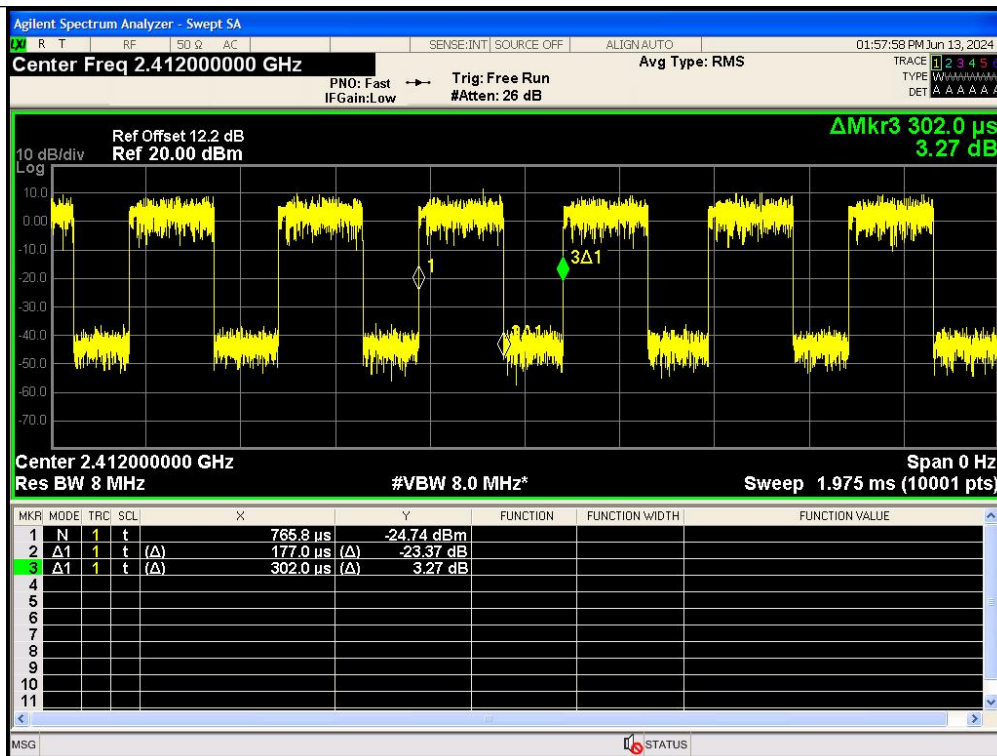 Agilent Spectrum Analyzer - Swept SA
LXI R T RF 50 Ω AC SENSE:INT SOURCE OFF ALIGN AUTO 01:57:58 PM Jun 13, 2024
Center Freq 2.412000000 GHz Avg Type: RMS TRACE 1 2 3 4 5 6
PNO: Fast Trig: Free Run TYPE
IFGain:Low #Atten: 26 dB DET A A A A A A
ΔMkr3 302.0 µs
3.27 dB
Ref Offset 12.2 dB
10 dB/div Ref 20.00 dBm
Log
10.0
0.00
-10.0
-20.0
-30.0
-40.0
-50.0
-60.0
-70.0
1
3Δ1
Center 2.412000000 GHz Span 0 Hz
Res BW 8 MHz #VBW 8.0 MHz* Sweep 1.975 ms (10001 pts)
MKR MODE TRC SCL X Y FUNCTION FUNCTION WIDTH FUNCTION VALUE
1 N 1 t 765.8 µs -24.74 dBm
2 Δ1 1 t (Δ) 177.0 µs (Δ) -23.37 dB
3 Δ1 1 t (Δ) 302.0 µs (Δ) 3.27 dB
4
5
6
7
8
9
10
11
MSG STATUS